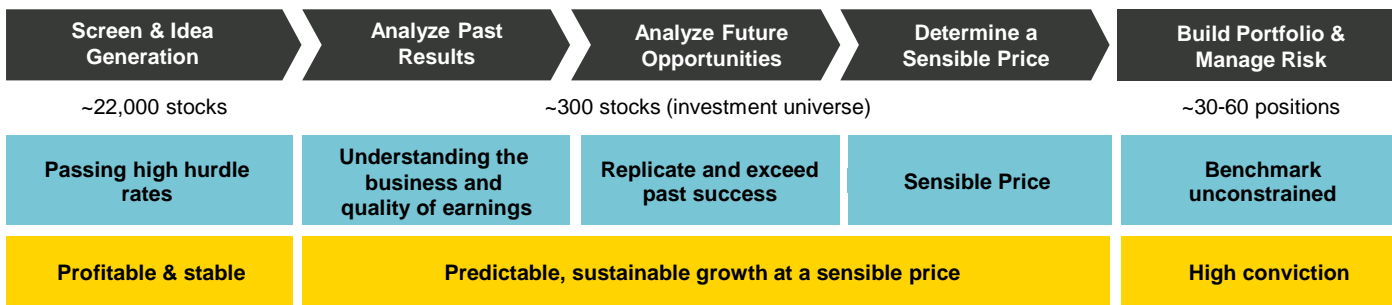 Screen & Idea
Generation
Analyze Past
Results
Analyze Future
Opportunities
Determine a
Sensible Price
Build Portfolio &
Manage Risk
~22,000 stocks
~300 stocks (investment universe)
~30-60 positions
Passing high hurdle
rates
Understanding the
business and
quality of earnings
Replicate and exceed
past success
Sensible Price
Benchmark
unconstrained
Profitable & stable
Predictable, sustainable growth at a sensible price
High conviction